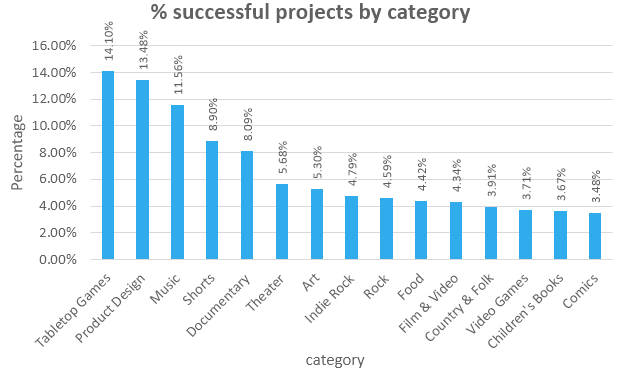 % successful projects by category
16.00%
14.00%
12.00%
10.00%
8.00%
6.00%
4.00%
2.00%
0.00%
Percentage
14.10%
13.48%
11.56%
8.90%
8.09%
5.68%
5.30%
4.79%
4.59%
4.42%
4.34%
3.91%
3.71%
3.67%
3.48%
Tabletop Games
Product Design
Music
Shorts
Documentary
Theater
Art
Indie Rock
Rock
Food
Film & Video
Country & Folk
Video Games
Children's Books
Comics
category